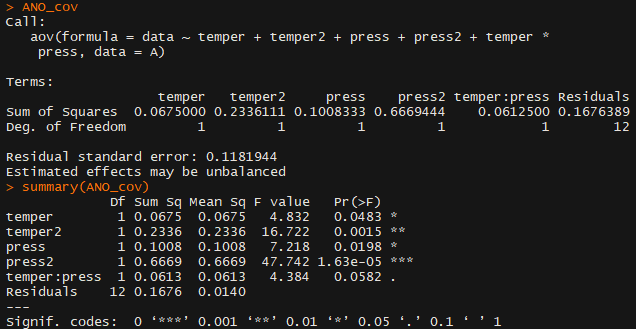 > ANO_cov
Call:
   aov(formula = data ~ temper + temper2 + press + press2 + temper *
    press, data = A)
Terms:
                   temper   temper2     press    press2 temper:press Residuals
Sum of Squares  0.0675000 0.2336111 0.1008333 0.6669444    0.0612500 0.1676389
Deg. of Freedom         1         1         1         1            1        12
Residual standard error: 0.1181944
Estimated effects may be unbalanced
> summary(ANO_cov)
             Df Sum Sq Mean Sq F value   Pr(>F)
temper        1 0.0675  0.0675   4.832   0.0483 *
temper2       1 0.2336  0.2336  16.722   0.0015 **
press         1 0.1008  0.1008   7.218   0.0198 *
press2        1 0.6669  0.6669  47.742 1.63e-05 ***
temper:press  1 0.0613  0.0613   4.384   0.0582 .
Residuals    12 0.1676  0.0140
---
Signif. codes:  0 ‘***’ 0.001 ‘**’ 0.01 ‘*’ 0.05 ‘.’ 0.1 ‘ ’ 1